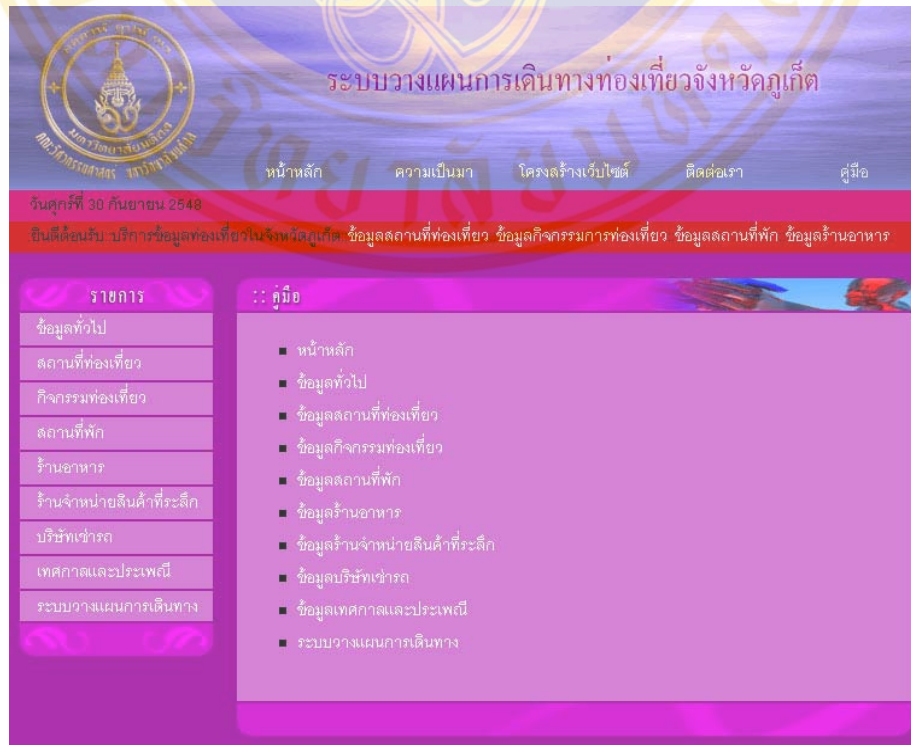 ระบบวางแผนการเดินทางท่องเที่ยวจังหวัดภูเก็ต
หน้าหลัก ความเป็นมา โครงสร้างเว็บไซต์ ติดต่อเรา คู่มือ
วันศุกร์ที่ 30 กันยายน 2548
ยินดีต้อนรับ::บริการข้อมูลท่องเที่ยวในจังหวัดภูเก็ต ข้อมูลสถานที่ท่องเที่ยว ข้อมูลกิจกรรมการท่องเที่ยว ข้อมูลสถานที่พัก ข้อมูลร้านอาหาร
รายการ
ข้อมูลทั่วไป
สถานที่ท่องเที่ยว
กิจกรรมท่องเที่ยว
สถานที่พัก
ร้านอาหาร
ร้านจำหน่ายสินค้าที่ระลึก
บริษัทเช่ารถ
เทศกาลและประเพณี
ระบบวางแผนการเดินทาง
:: คู่มือ
หน้าหลัก
ข้อมูลทั่วไป
ข้อมูลสถานที่ท่องเที่ยว
ข้อมูลกิจกรรมท่องเที่ยว
ข้อมูลสถานที่พัก
ข้อมูลร้านอาหาร
ข้อมูลร้านจำหน่ายสินค้าที่ระลึก
ข้อมูลบริษัทเช่ารถ
ข้อมูลเทศกาลและประเพณี
ระบบวางแผนการเดินทาง